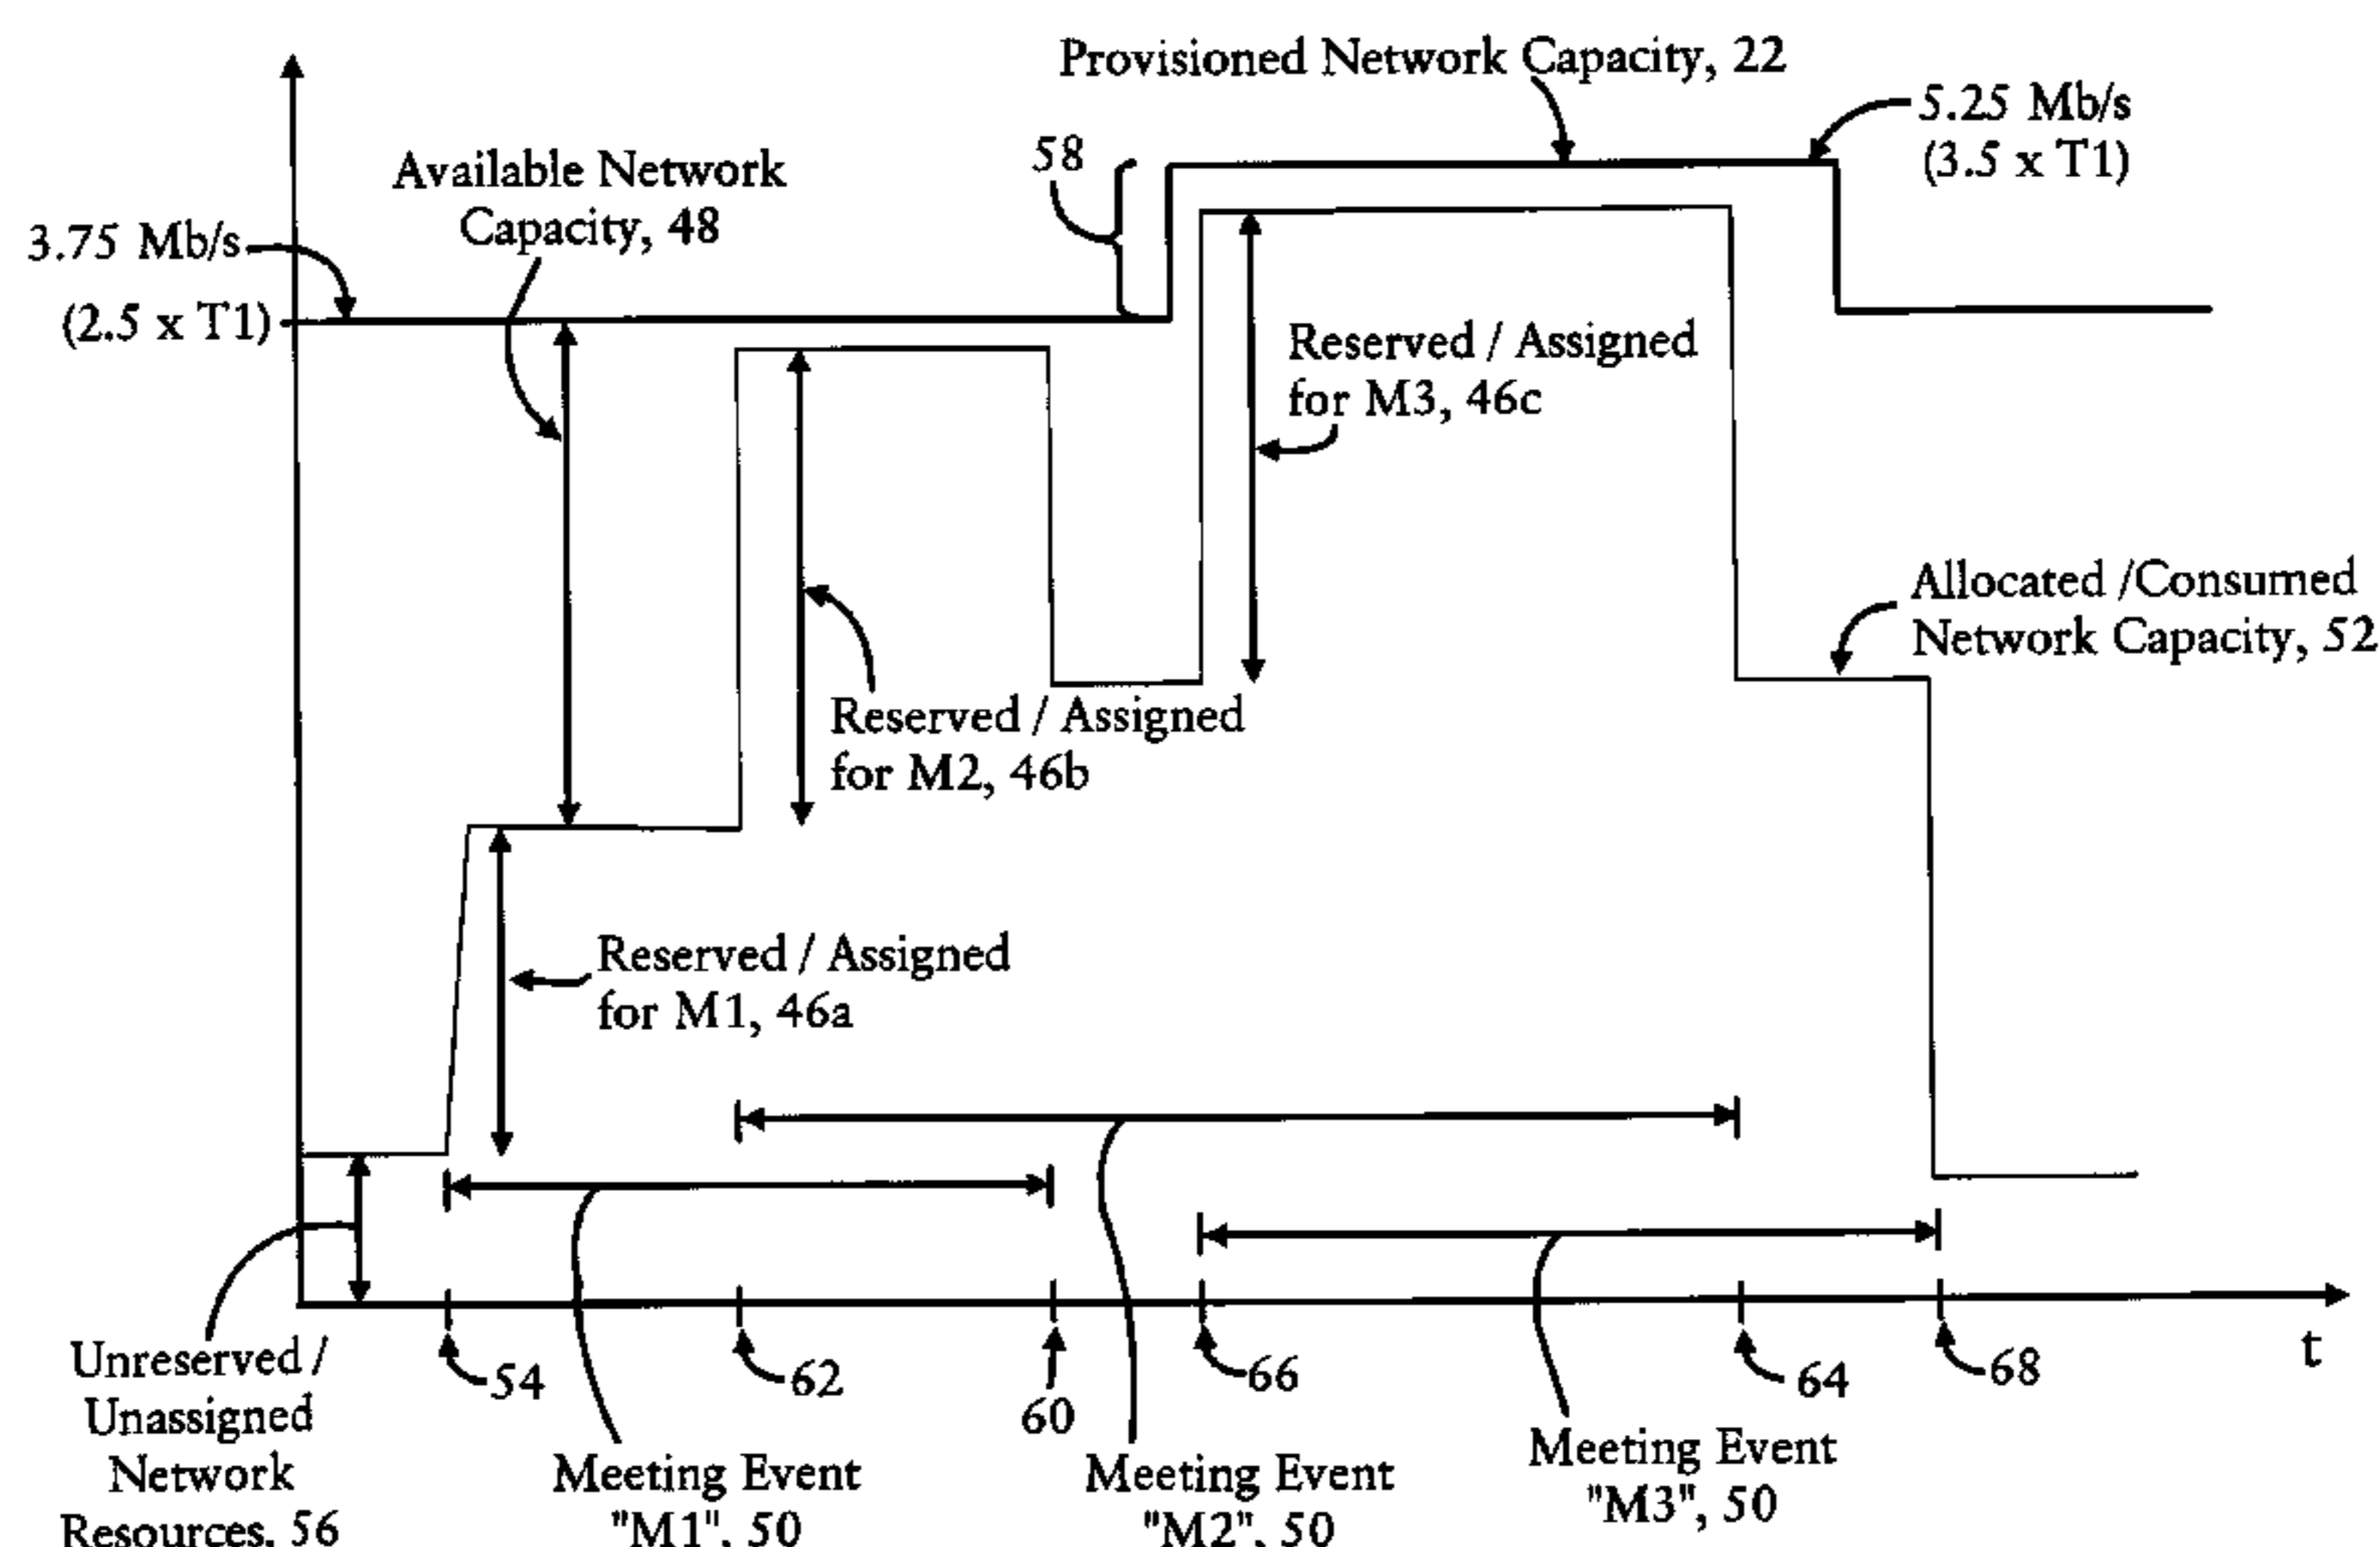 Provisioned Network Capacity, 22
5.25 Mb/s
(3.5 x T1)
58
Available Network
Capacity, 48
3.75 Mb/s
(2.5 x T1)
Reserved / Assigned
for M3, 46c
Allocated /Consumed
Network Capacity, 52
Reserved / Assigned
for M2, 46b
Reserved / Assigned
for M1, 46a
54
62
60
66
64
68
t
Unreserved /
Unassigned
Network
Resources, 56
Meeting Event
"M1", 50
Meeting Event
"M2", 50
Meeting Event
"M3", 50